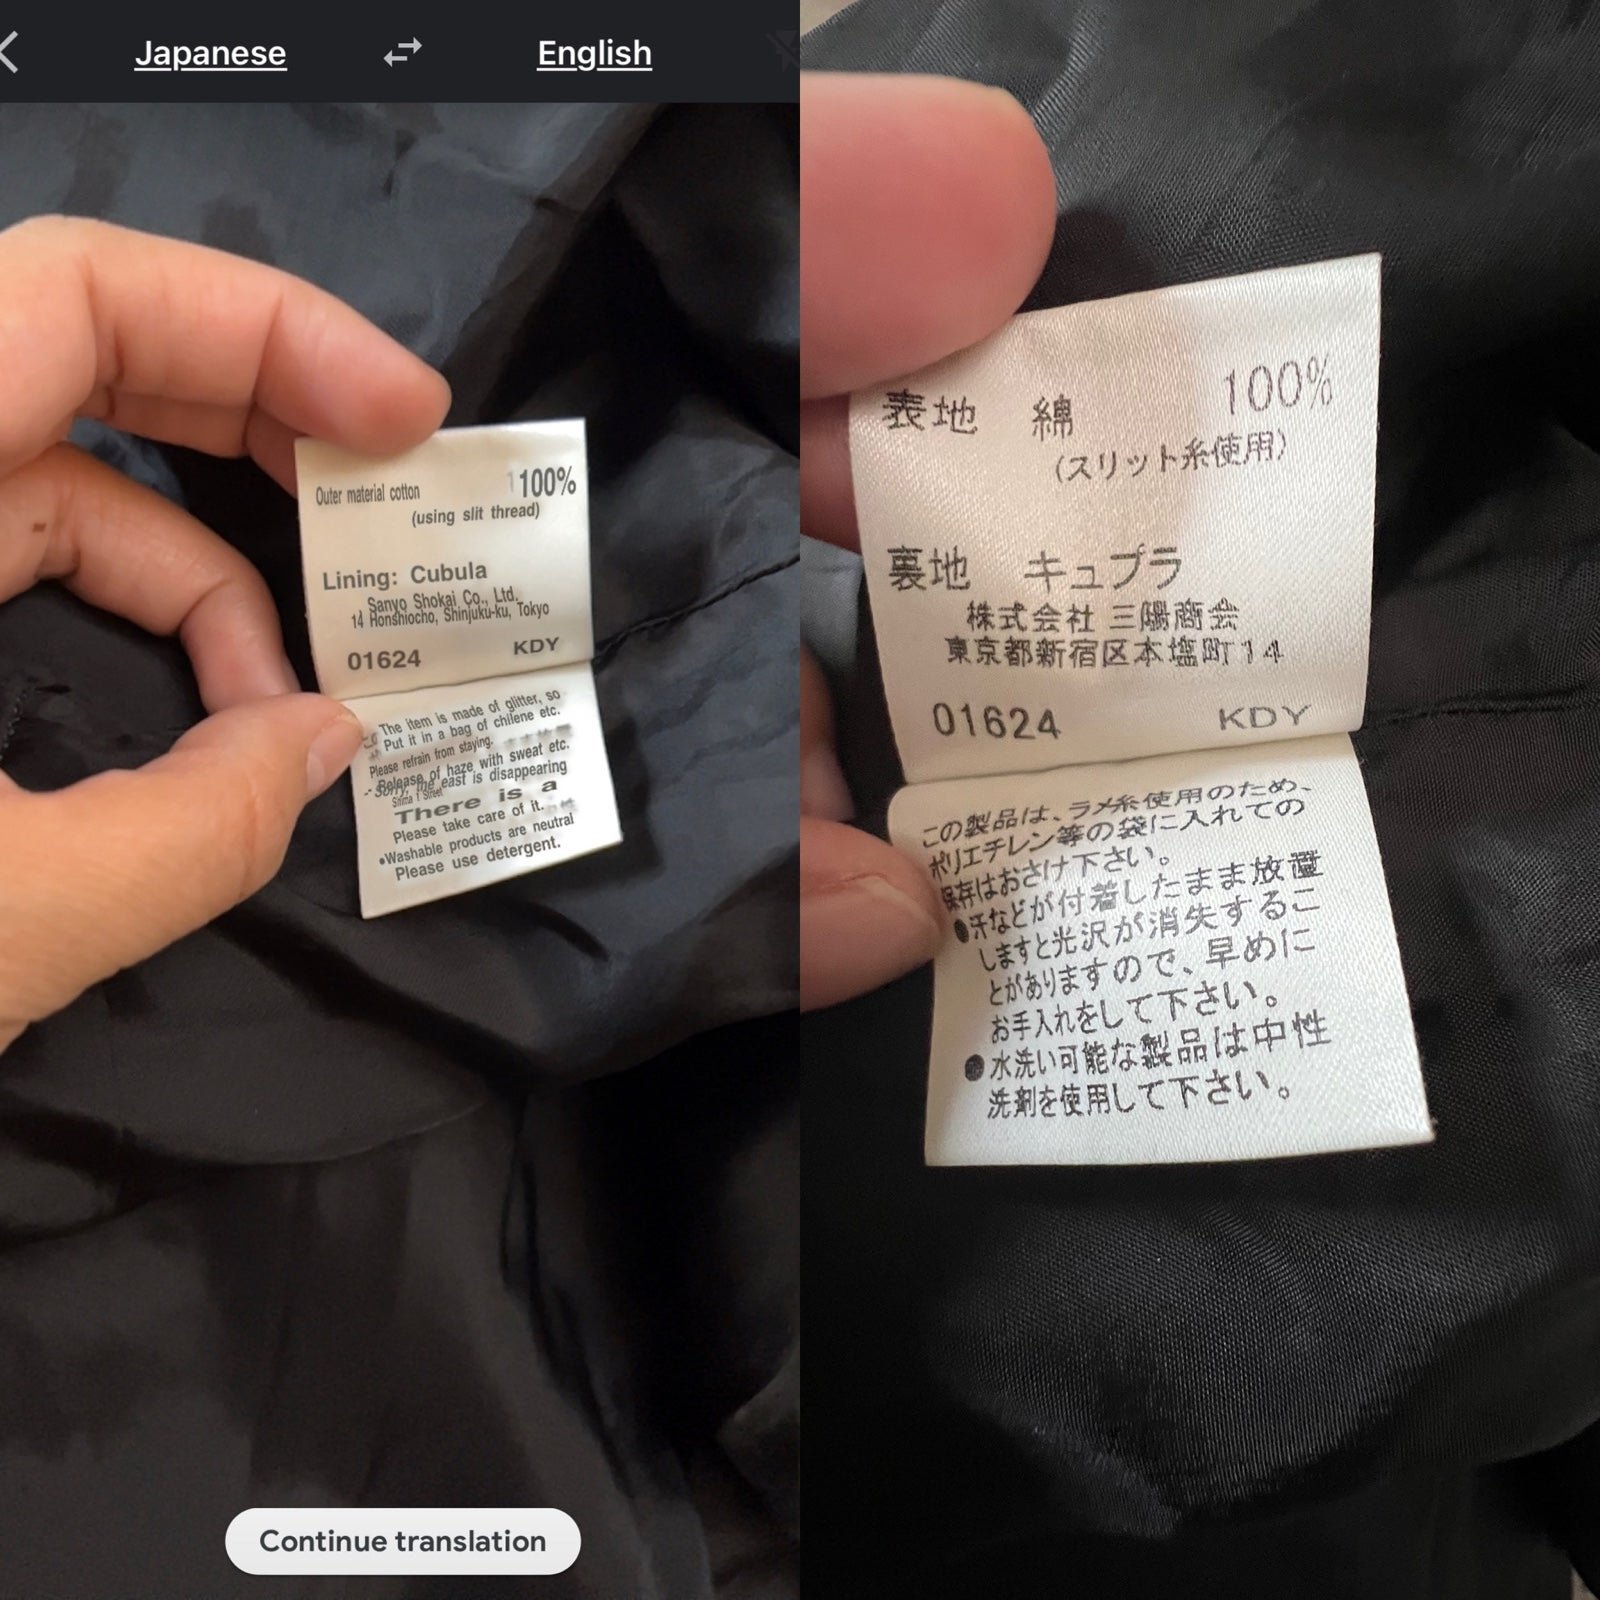 Japanese
English
Outer material cotton 100%
(using slit thread)
Lining: Cubula
Sanyo Shokai Co., Ltd.
14 Honshiocho, Shinjuku-ku, Tokyo
01624 KDY
The item is made of glitter, so
Put it in a bag of chilene etc.
Please refrain from staying.
Release of haze with sweat etc.
Sorry, the east is disappearing
Shima 1 Street
There is a
Please take care of it.
●Washable products are neutral
Please use detergent.
Continue translation
表地 綿 100%
(スリット糸使用)
裏地 キュプラ
株式会社 三陽商会
東京都新宿区本塩町14
01624 KDY
この製品は、ラメ糸使用のため、
ポリエチレン等の袋に入れての
保存はおさけ下さい。
●汗などが付着したまま放置
しますと光沢が消失するこ
とがありますので、早めに
お手入れをして下さい。
●水洗い可能な製品は中性
洗剤を使用して下さい。